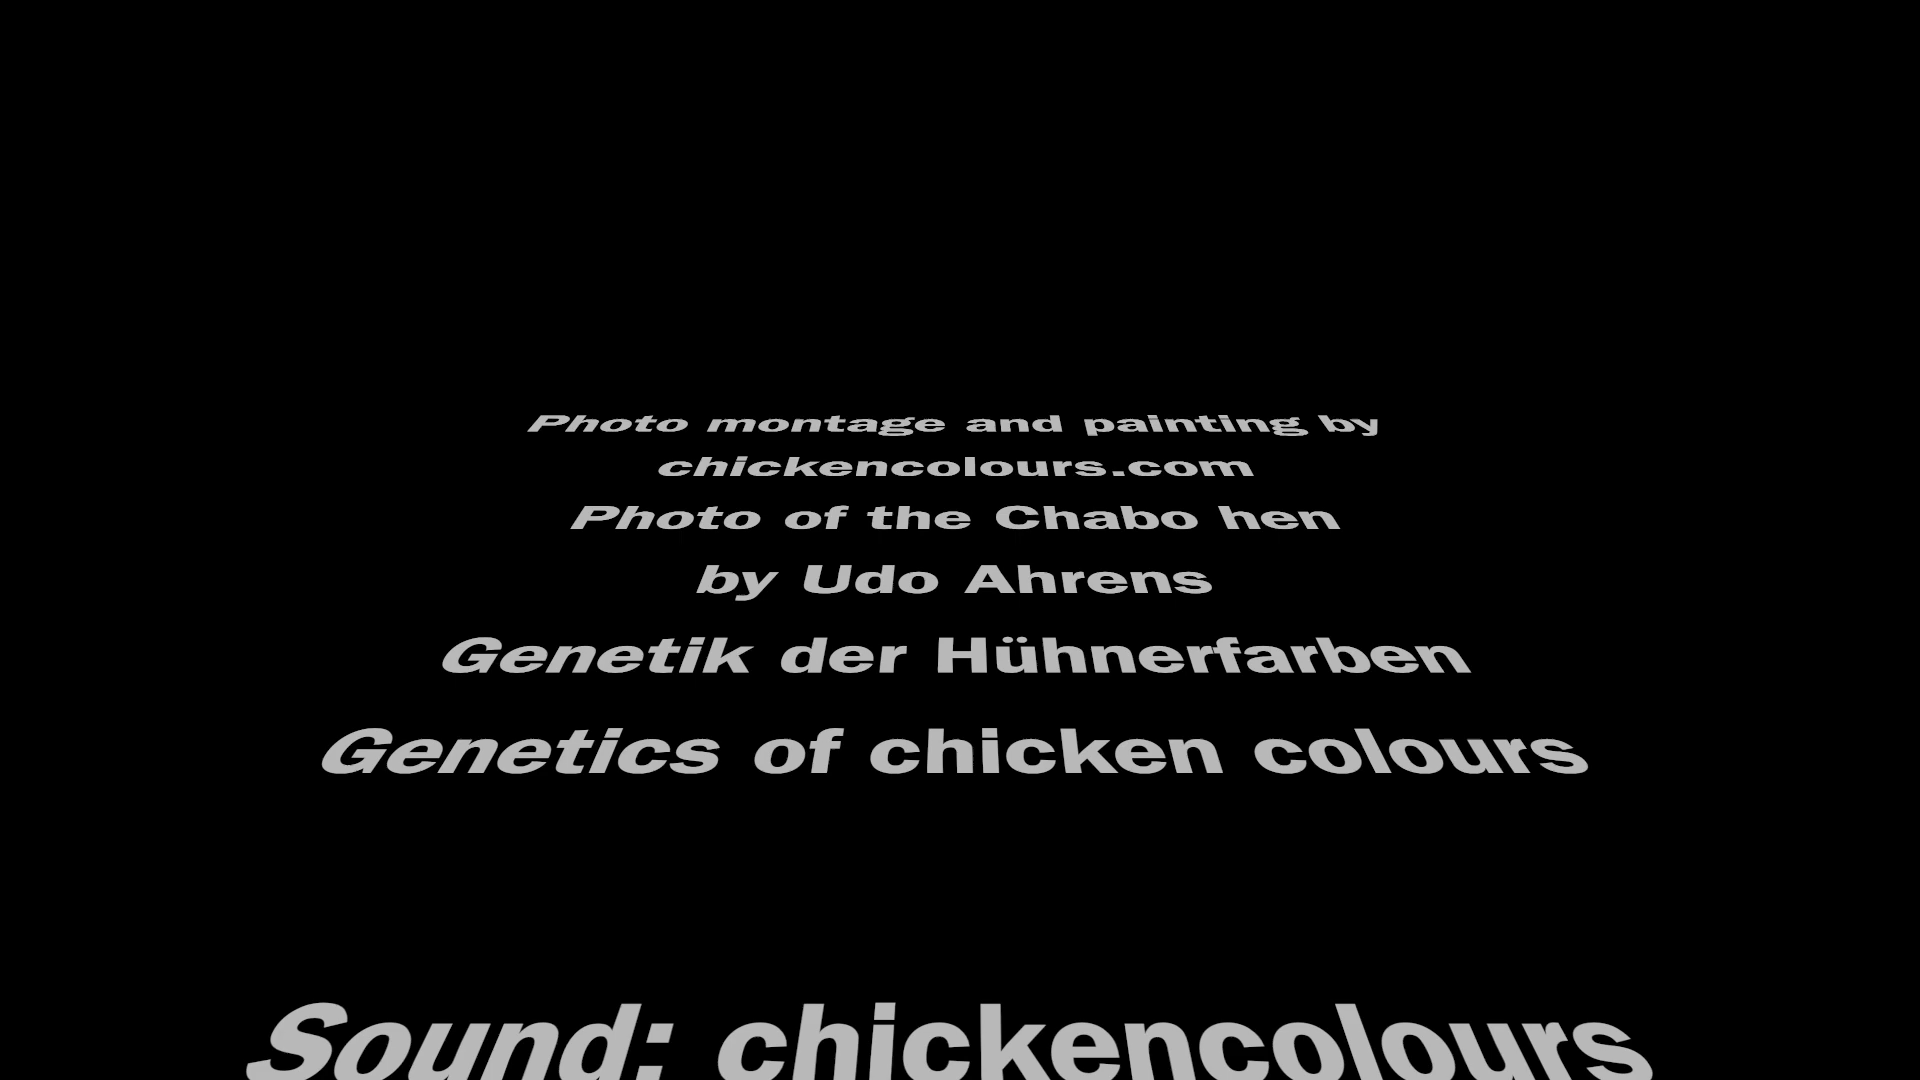 Photo montage and painting by
chickencolours.com
Photo of the Chabo hen
by Udo Ahrens
Genetik der Hühnerfarben
Genetics of chicken colours
Sound: chickencolours